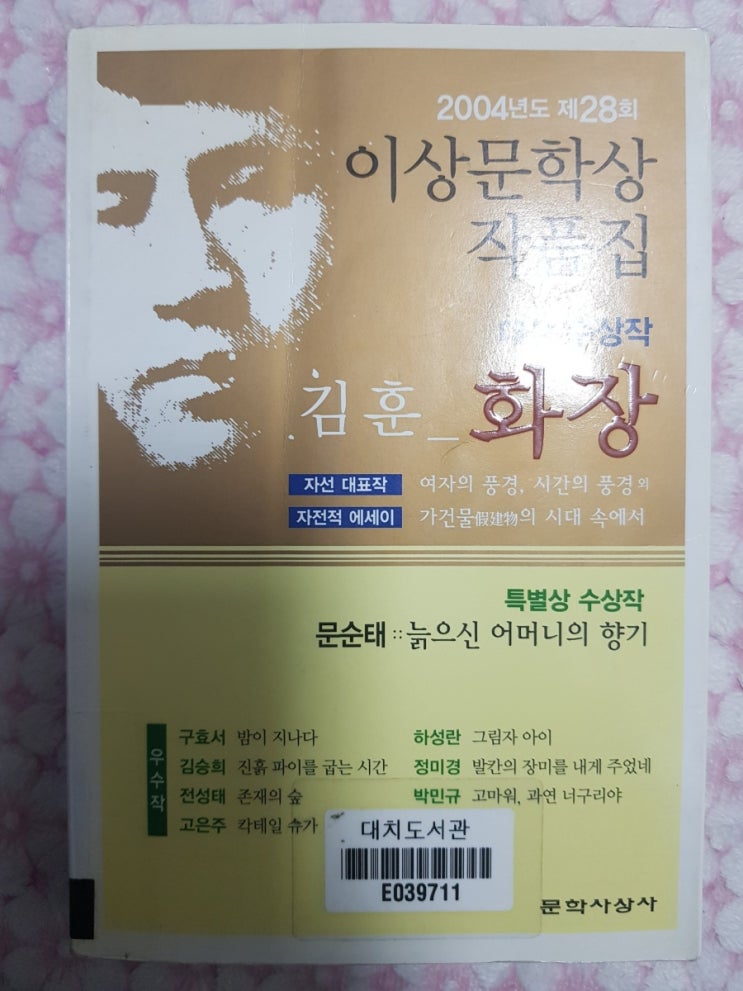 2004년도 제28회
이상문학상
작품집
수상작
김훈_화장
자선 대표작 여자의 풍경, 시간의 풍경 외
자전적 에세이 가건물假建物의 시대 속에서
특별상 수상작
문순태 :: 늙으신 어머니의 향기
우수작
구효서 밤이 지나다 하성란 그림자 아이
김승희 진흙 파이를 굽는 시간 정미경 발칸의 장미를 내게 주었네
전성태 존재의 숲 박민규 고마워, 과연 너구리야
고은주 칵테일 슈가
대치도서관
E039711
문학사상사